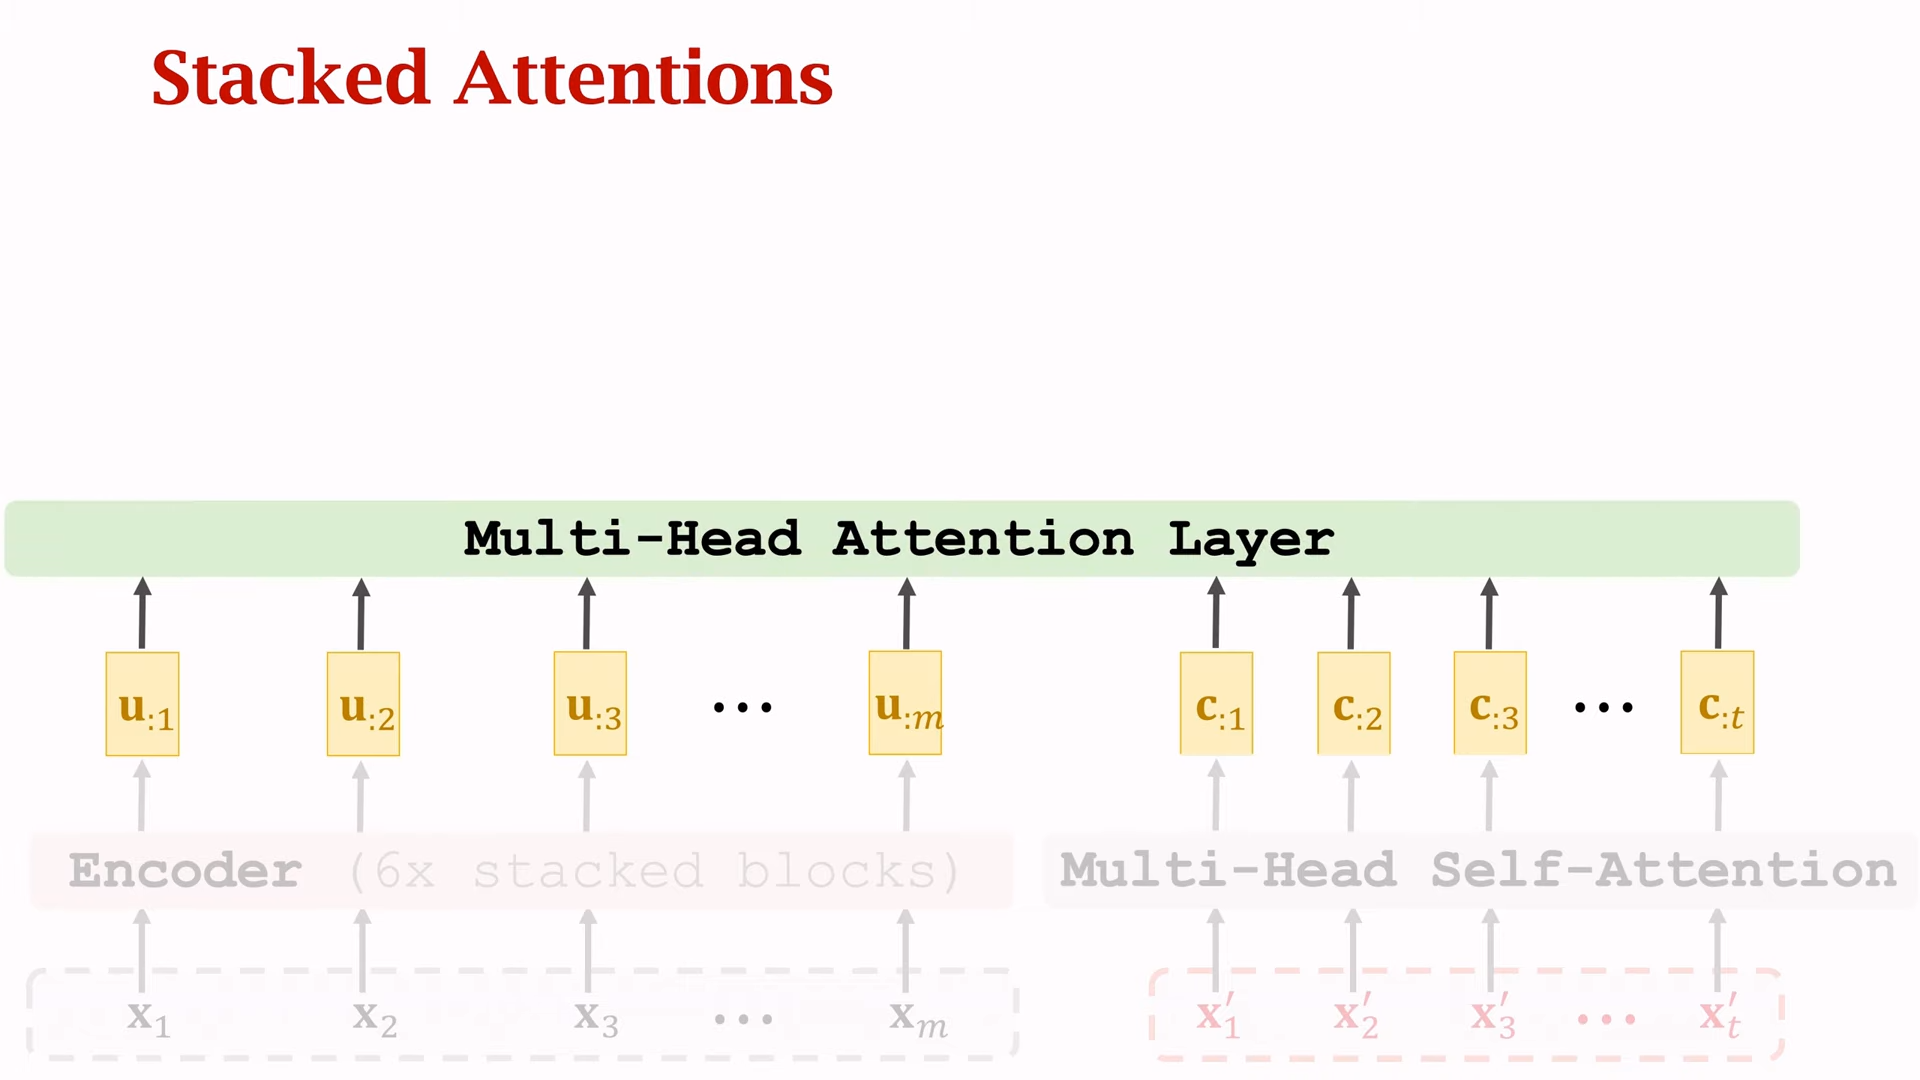 Stacked Attentions
Multi-Head Attention Layer
u:1 u:2 u:3 ... u:m c:1 c:2 c:3 ... c:t
Encoder (6x stacked blocks) Multi-Head Self-Attention
x1 x2 x3 ... xm x′1 x′2 x′3 ... x′t